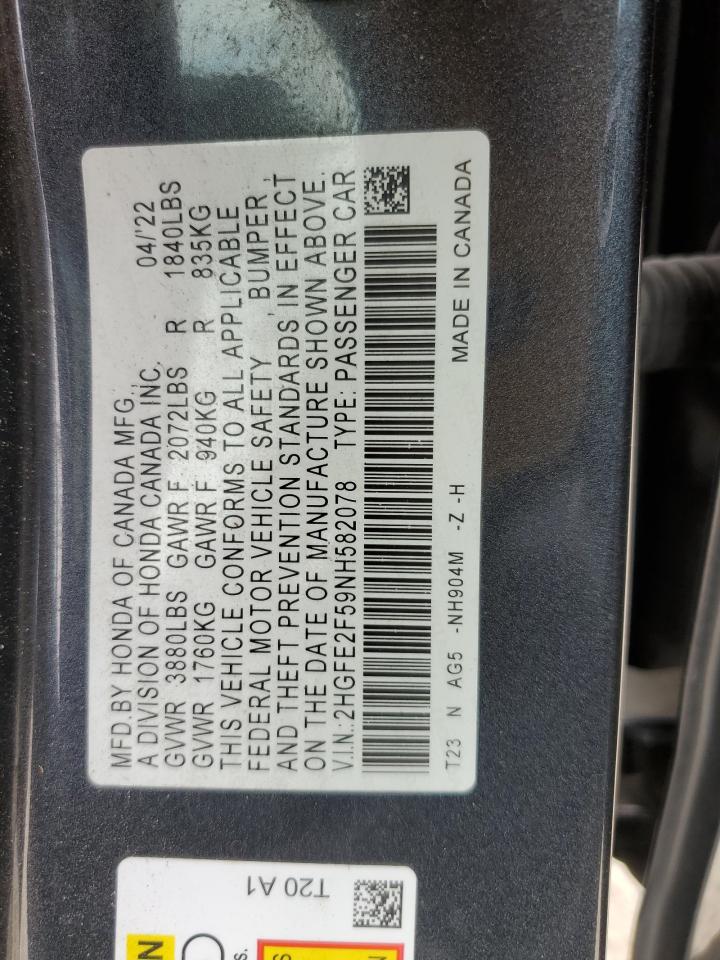 MFD.BY HONDA OF CANADA MFG.,
A DIVISION OF HONDA CANADA INC. 04/'22
GVWR 3880LBS GAWR F 2072LBS R 1840LBS
GVWR 1760KG GAWR F 940KG R 835KG
THIS VEHICLE CONFORMS TO ALL APPLICABLE
FEDERAL MOTOR VEHICLE SAFETY , BUMPER ,
AND THEFT PREVENTION STANDARDS IN EFFECT
ON THE DATE OF MANUFACTURE SHOWN ABOVE.
V.I.N.:2HGFE2F59NH582078 TYPE: PASSENGER CAR
T23 N AG5 -NH904M -Z -H MADE IN CANADA
T20 A1